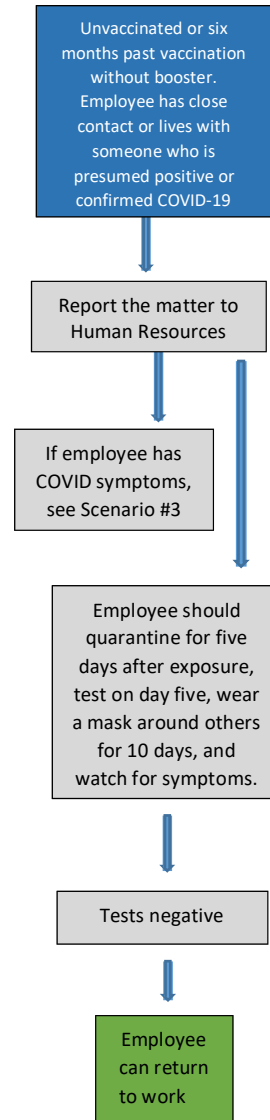 Unvaccinated or six
months past vaccination
without booster.
Employee has close
contact or lives with
someone who is
presumed positive or
confirmed COVID-19
Report the matter to
Human Resources
If employee has
COVID symptoms,
see Scenario #3
Employee should
quarantine for five
days after exposure,
test on day five, wear
a mask around others
for 10 days, and
watch for symptoms.
Tests negative
Employee
can return
to work